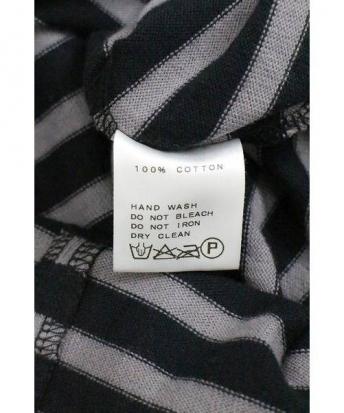 100% COTTON
HAND WASH
DO NOT BLEACH
DO NOT IRON
DRY CLEAN
P